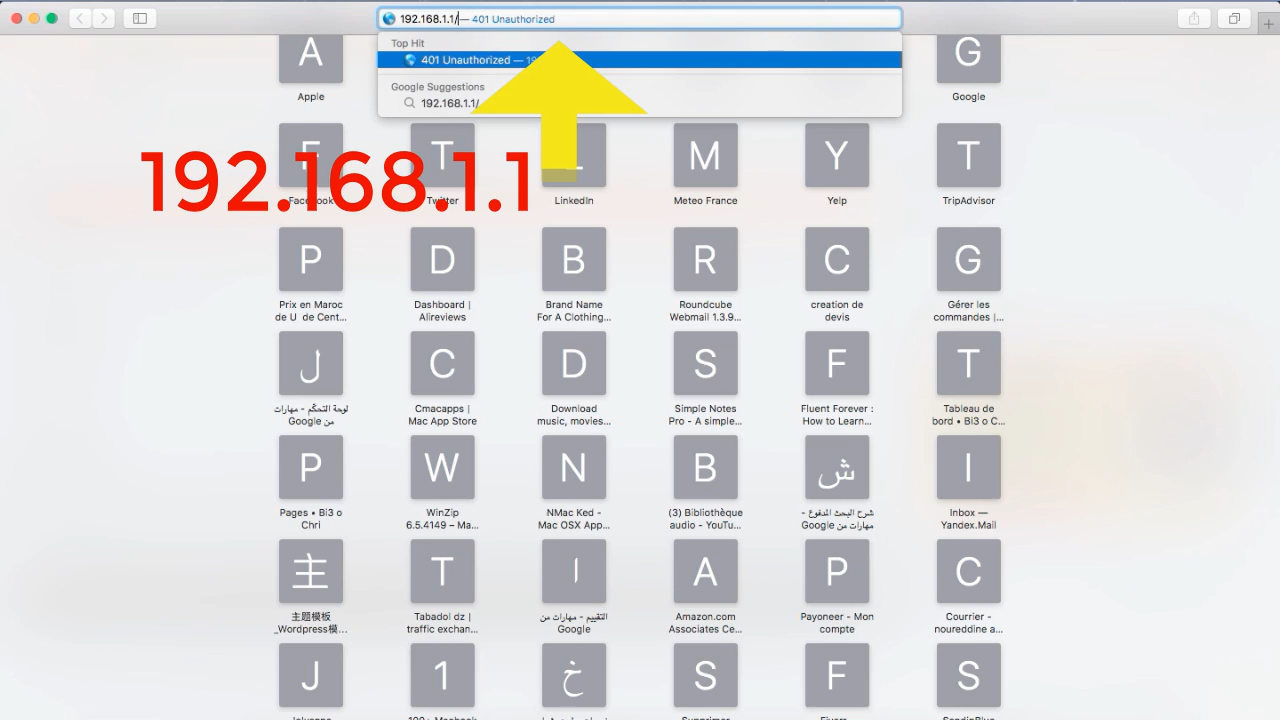 192.168.1.1/ — 401 Unauthorized
Top Hit
401 Unauthorized — 19
Google Suggestions
192.168.1.1/
192.168.1.1
A
G
Apple
Google
F
T
L
M
Y
T
Facebook
Twitter
LinkedIn
Meteo France
Yelp
TripAdvisor
P
D
B
R
C
G
Prix en Maroc
de U de Cent...
Dashboard |
Alireviews
Brand Name
For A Clothing...
Roundcube
Webmail 1.3.9...
creation de
devis
Gérer les
commandes |...
ل
C
D
S
F
T
لوحة التحكّم - مهارات
من Google
Cmacapps |
Mac App Store
Download
music, movies...
Simple Notes
Pro - A simple...
Fluent Forever :
How to Learn...
Tableau de
bord • Bi3 o C...
P
W
N
B
ش
I
Pages • Bi3 o
Chri
WinZip
6.5.4149 – Ma...
NMac Ked -
Mac OSX App...
(3) Bibliothèque
audio - YouTu...
شرح البحث المدفوع -
مهارات من Google
Inbox —
Yandex.Mail
主
T
ا
A
P
C
主题模板
_Wordpress模...
Tabadol dz |
traffic exchan...
التقييم - مهارات من
Google
Amazon.com
Associates Ce...
Payoneer - Mon
compte
Courrier -
noureddine a...
J
1
خ
S
F
S